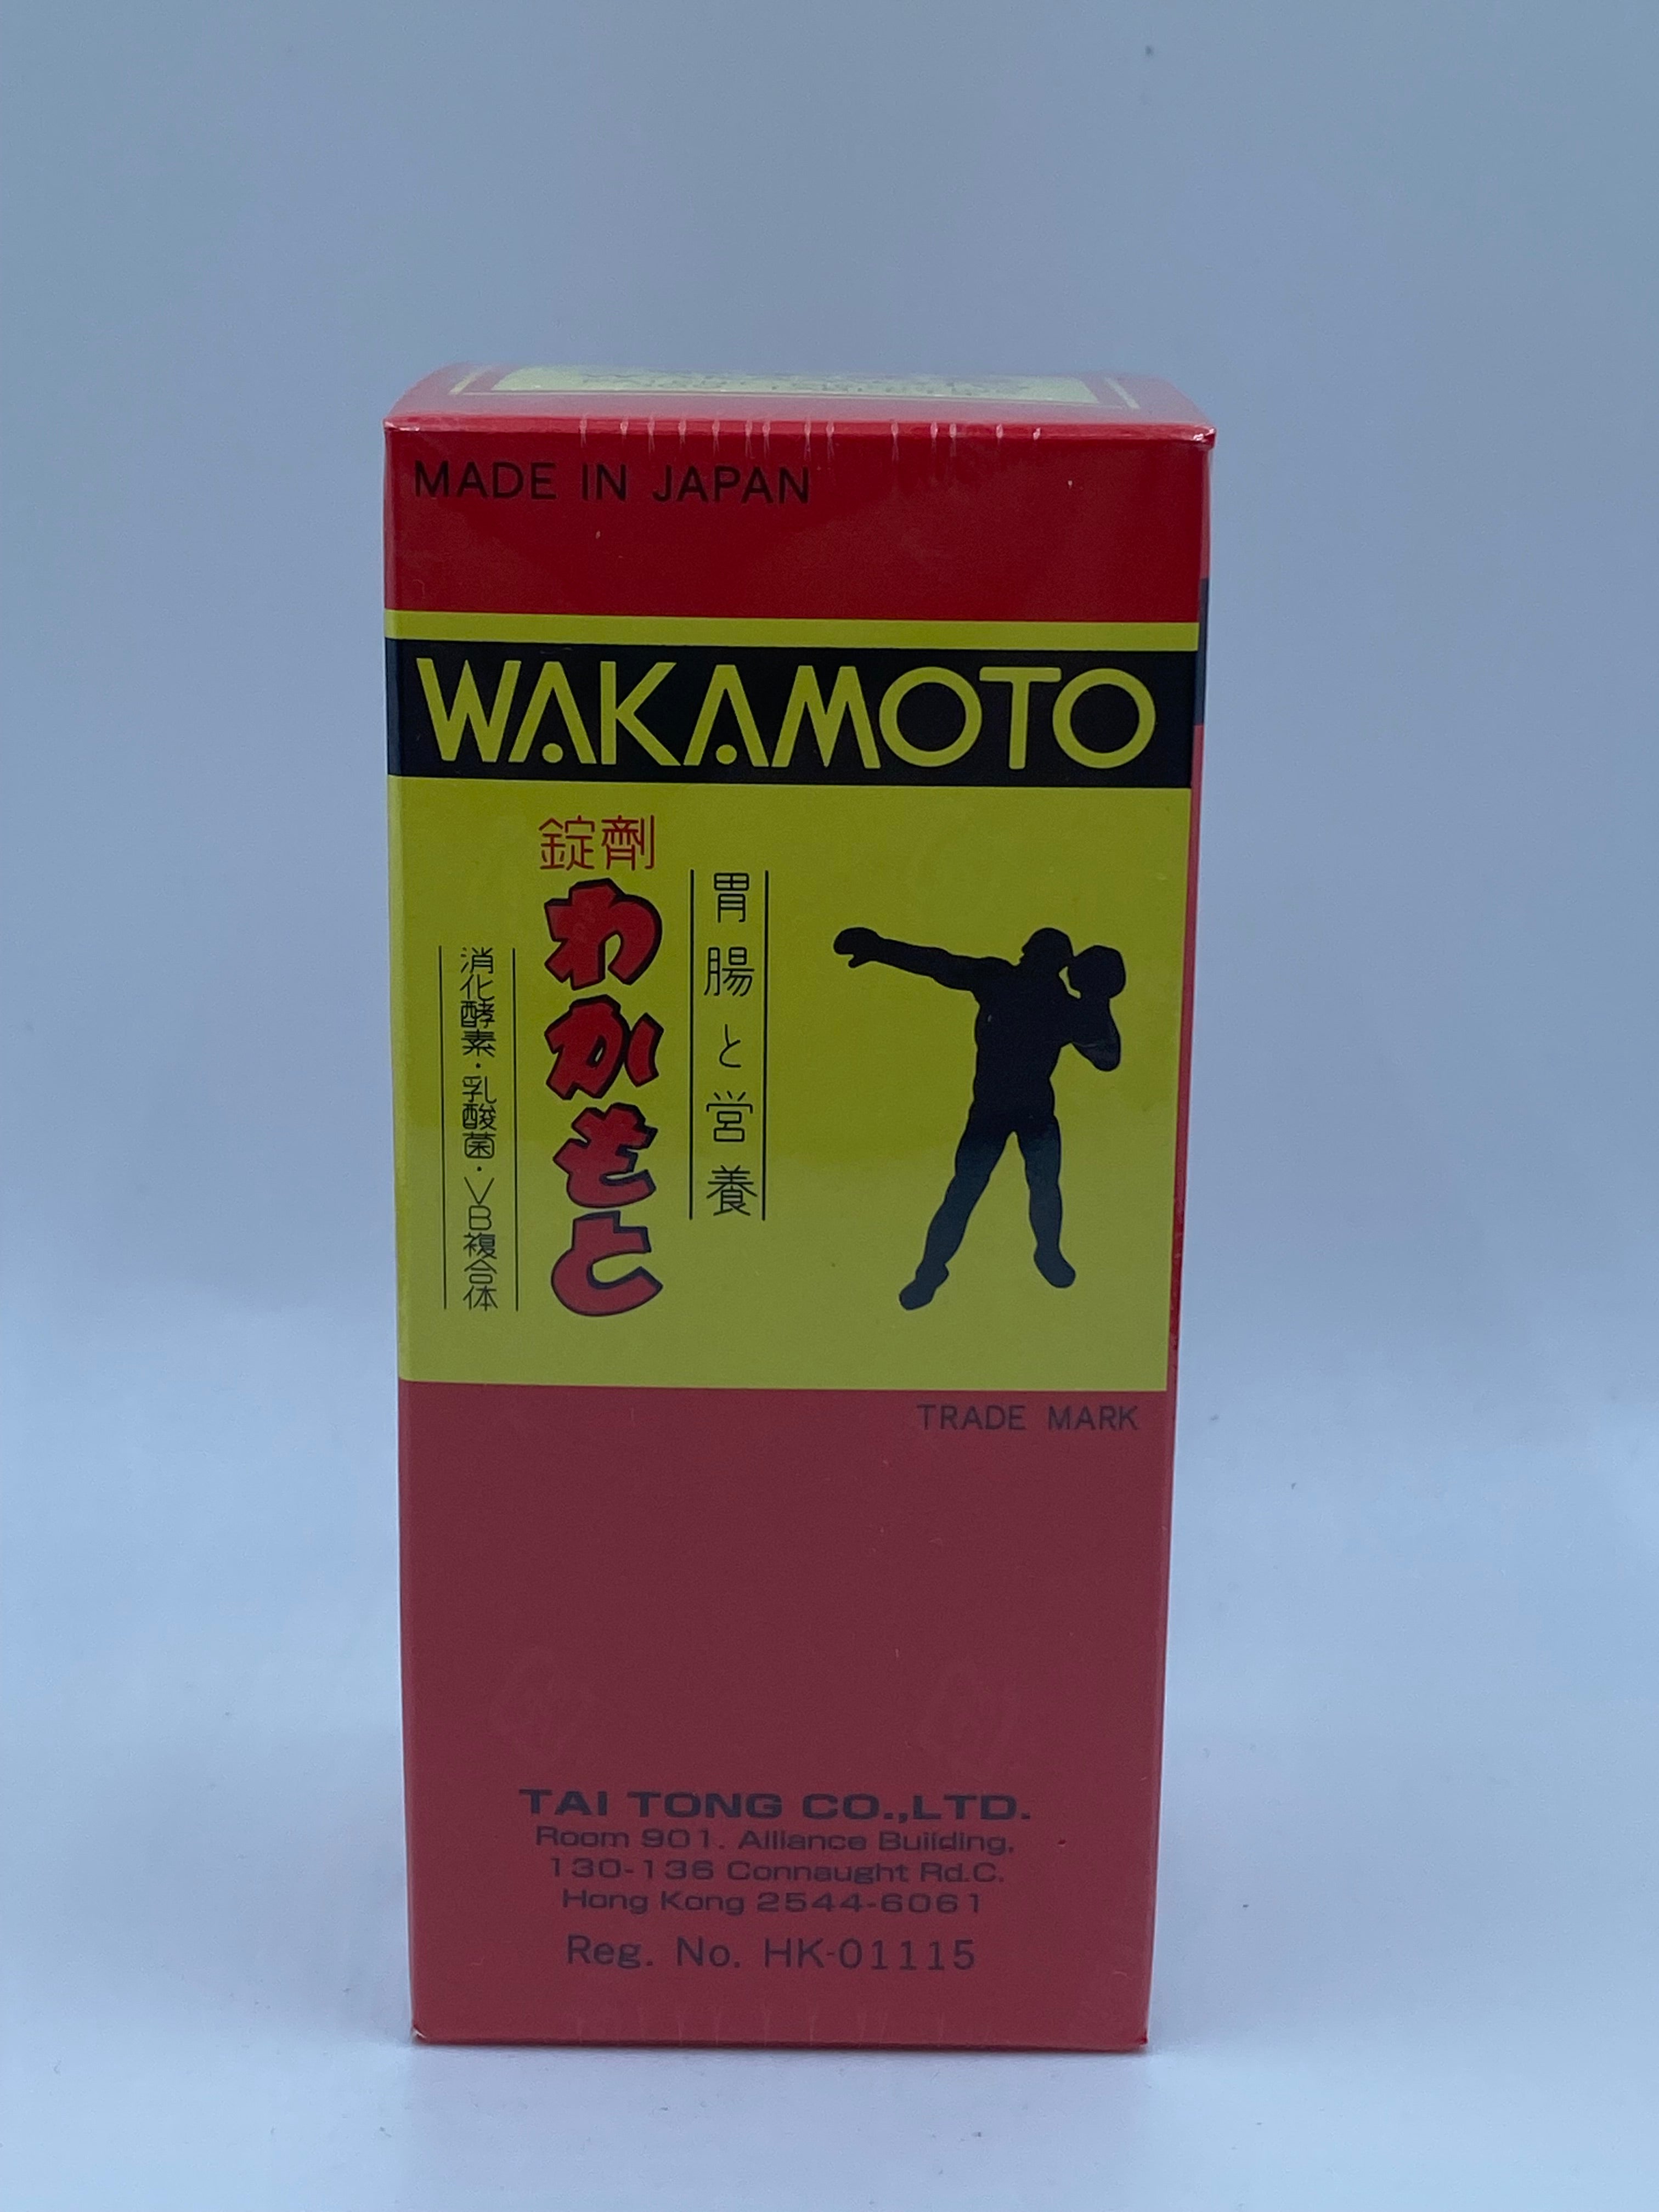 MADE IN JAPAN
WAKAMOTO
錠劑
胃腸と営養
わかもと
消化酵素・乳酸菌・VB複合体
TRADE MARK
TAI TONG CO.,LTD.
Room 901. Alliance Building,
130-136 Connaught Rd.C.
Hong Kong 2544-6061
Reg. No. HK-01115